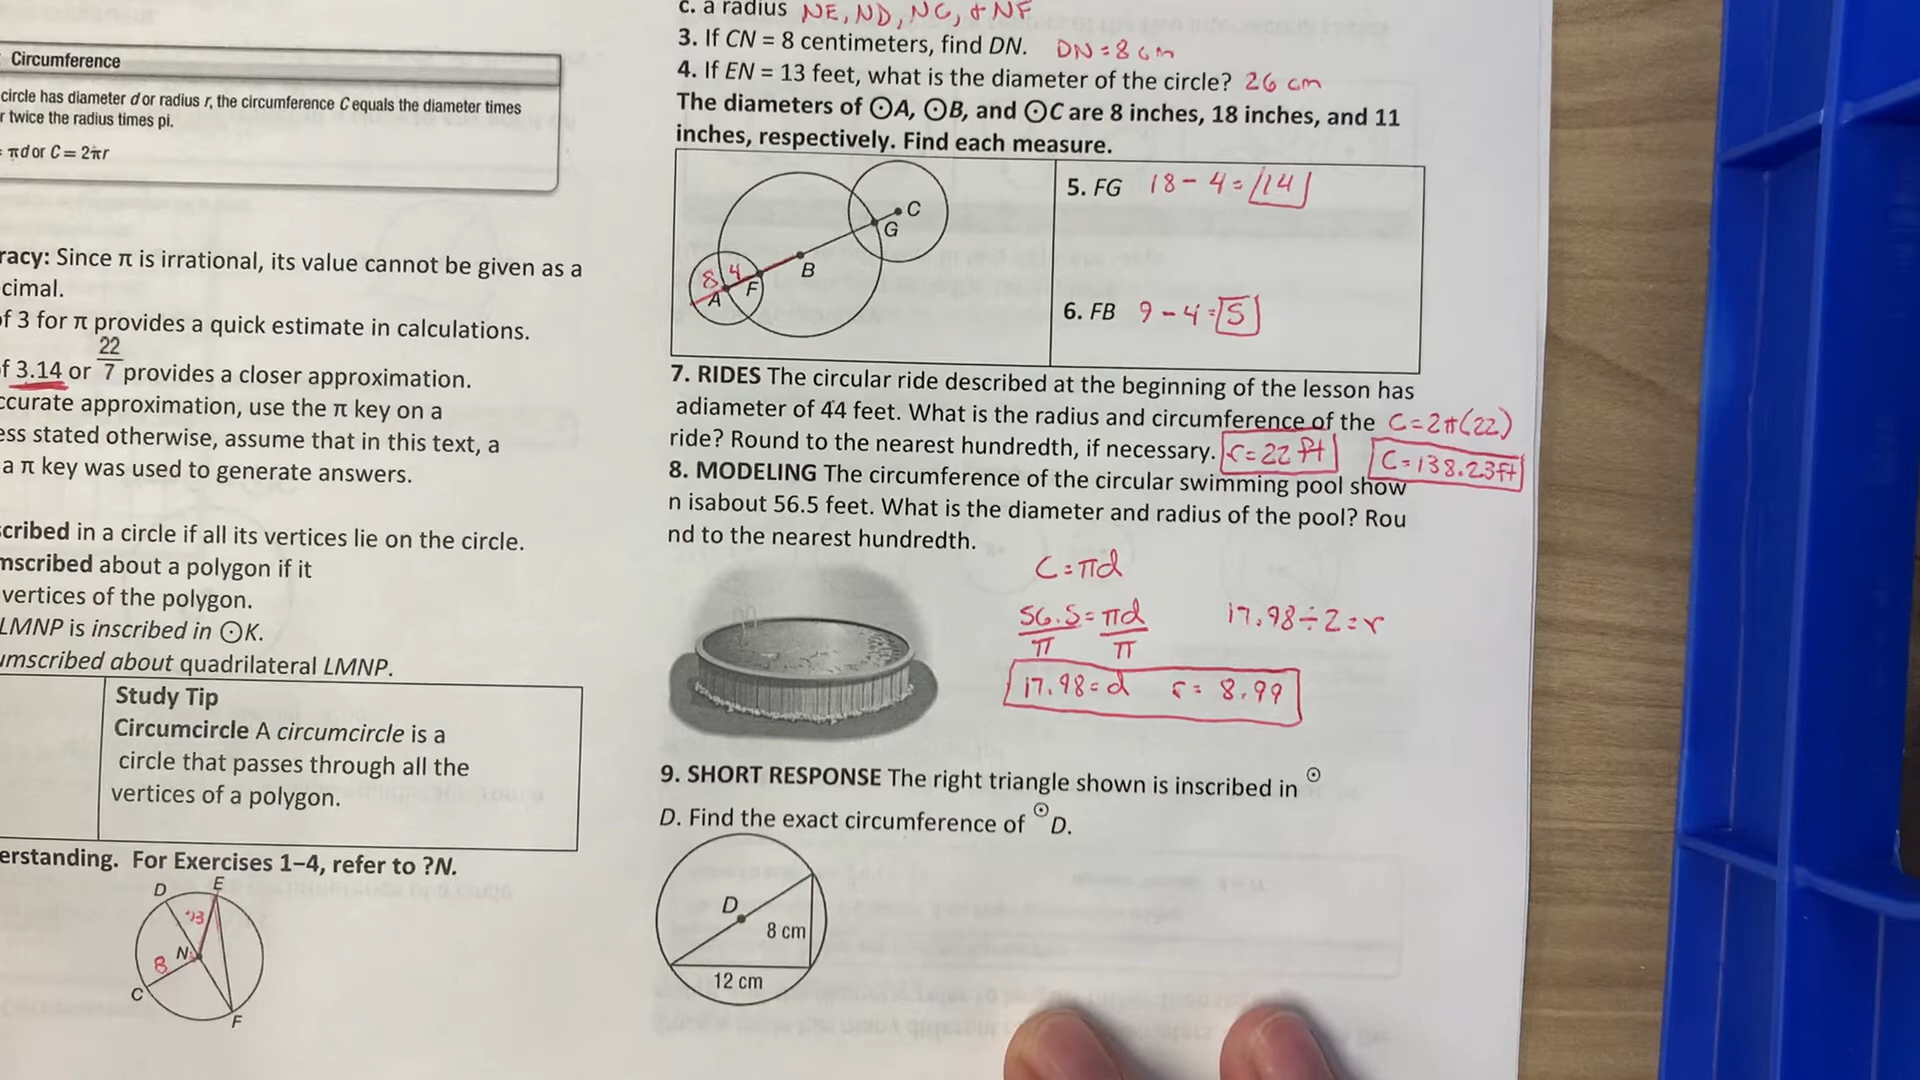 Circumference
circle has diameter d or radius r, the circumference C equals the diameter times
r twice the radius times pi.
= πd or C = 2πr
racy: Since π is irrational, its value cannot be given as a
cimal.
of 3 for π provides a quick estimate in calculations.
of 3.14 or 22/7 provides a closer approximation.
ccurate approximation, use the π key on a
ess stated otherwise, assume that in this text, a
a π key was used to generate answers.
scribed in a circle if all its vertices lie on the circle.
mscribed about a polygon if it
vertices of the polygon.
LMNP is inscribed in ⊙K.
umscribed about quadrilateral LMNP.
Study Tip
Circumcircle A circumcircle is a
circle that passes through all the
vertices of a polygon.
erstanding. For Exercises 1–4, refer to ?N.
D E
13
N
8
C
F
c. a radius NE, ND, NC, + NF
3. If CN = 8 centimeters, find DN. DN = 8 cm
4. If EN = 13 feet, what is the diameter of the circle? 26 cm
The diameters of ⊙A, ⊙B, and ⊙C are 8 inches, 18 inches, and 11
inches, respectively. Find each measure.
C
G
B
8 4
A F
5. FG 18 - 4 = 14
6. FB 9 - 4 = 5
7. RIDES The circular ride described at the beginning of the lesson has
adiameter of 44 feet. What is the radius and circumference of the C = 2π(22)
ride? Round to the nearest hundredth, if necessary. r = 22 ft C = 138.23ft
8. MODELING The circumference of the circular swimming pool show
n isabout 56.5 feet. What is the diameter and radius of the pool? Rou
nd to the nearest hundredth.
C = πd
56.5 = πd 17.98 ÷ 2 = r
π π
17.98 = d r = 8.99
9. SHORT RESPONSE The right triangle shown is inscribed in ⊙
D. Find the exact circumference of ⊙D.
D
8 cm
12 cm